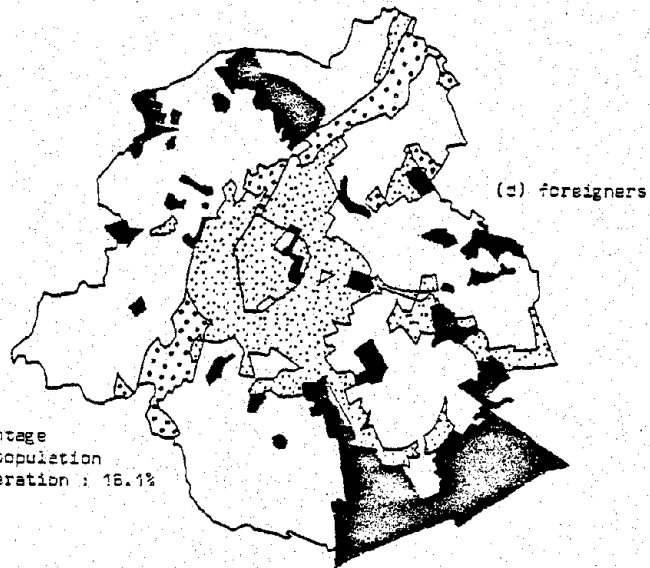 (d) foreigners
ntage
population
eration : 16.1%